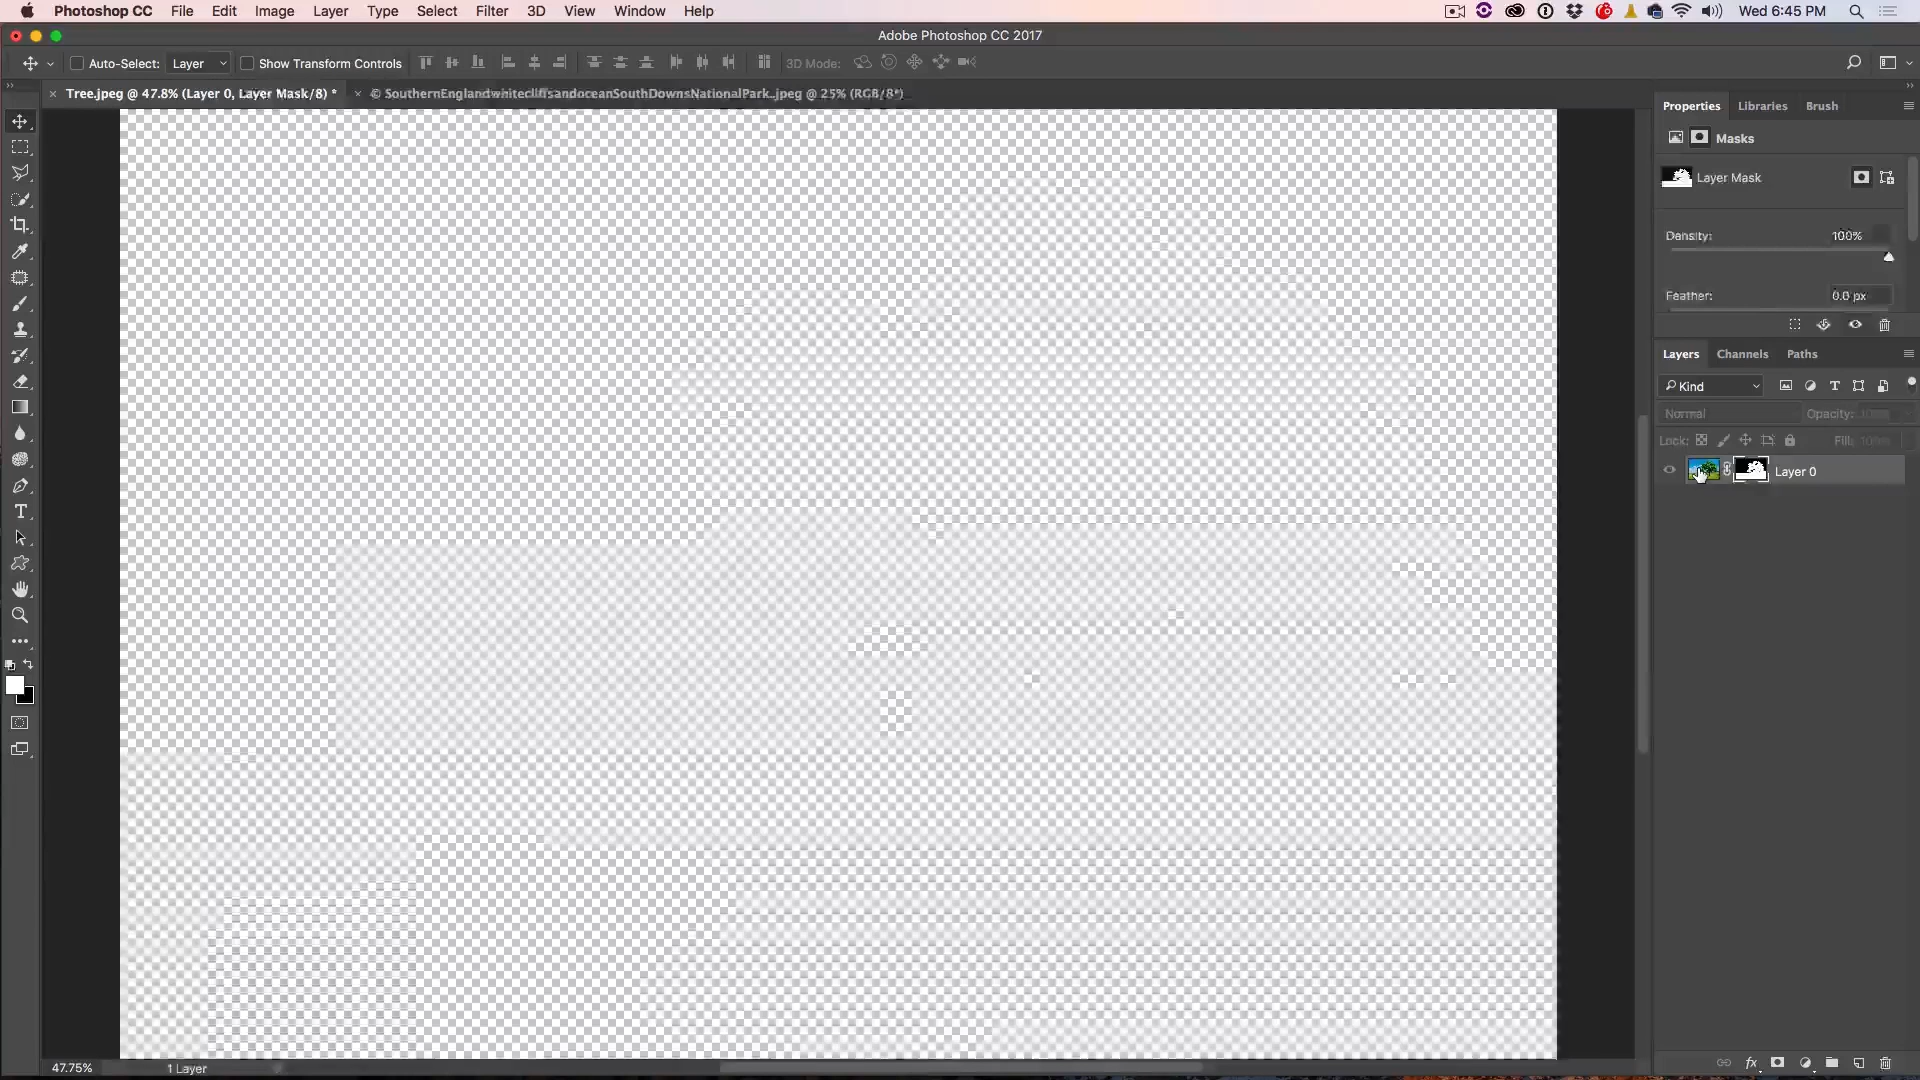 Photoshop CC File Edit Image Layer Type Select Filter 3D View Window Help Wed 6:45 PM
Adobe Photoshop CC 2017
Auto-Select: Layer Show Transform Controls 3D Mode:
Tree.jpeg @ 47.8% (Layer 0, Layer Mask/8) * © SouthernEnglandwhitecliffsandoceanSouthDownsNationalPark.jpeg @ 25% (RGB/8*)
Properties Libraries Brush
Masks
Layer Mask
Density: 100%
Feather: 0.0 px
Layers Channels Paths
Kind
Normal Opacity: 100%
Lock: Fill: 100%
Layer 0
47.75% 1 Layer